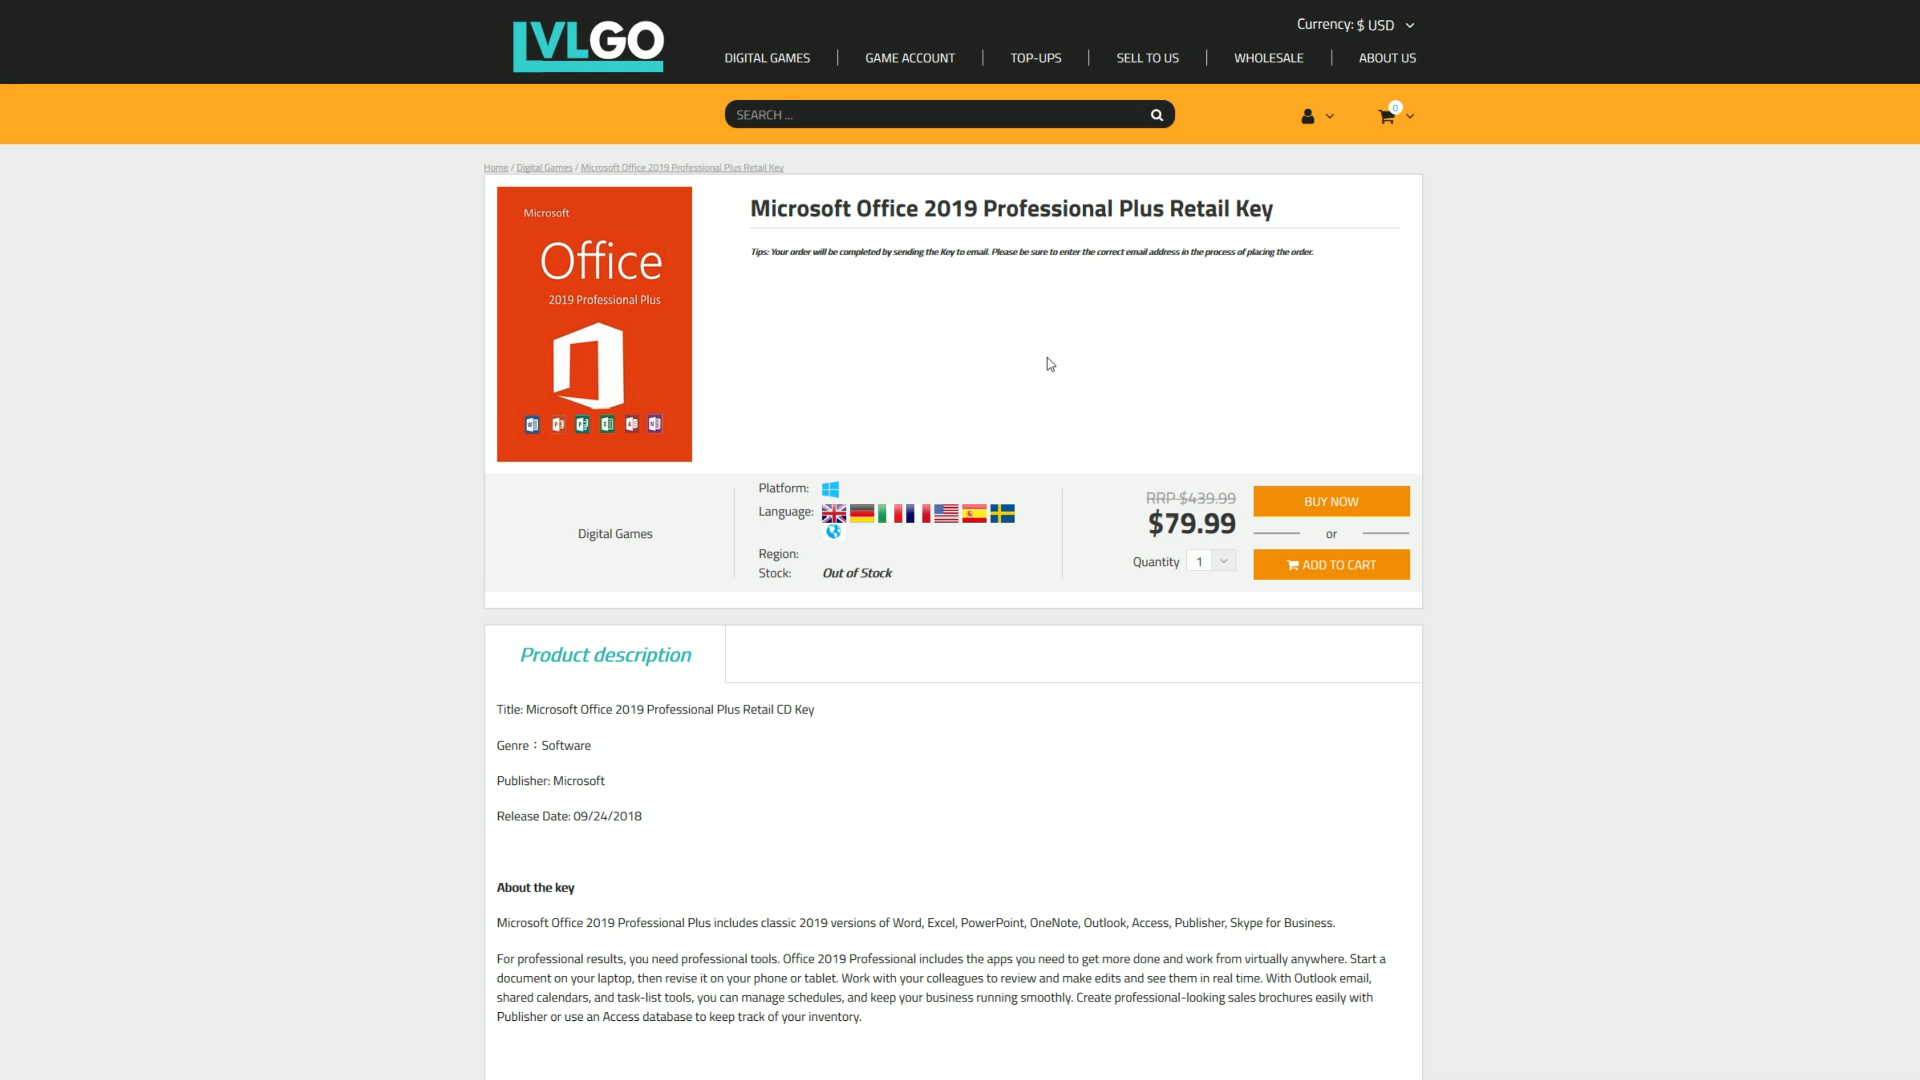 LVLGO
Currency: $ USD
DIGITAL GAMES
GAME ACCOUNT
TOP-UPS
SELL TO US
WHOLESALE
ABOUT US
SEARCH ...
0
Home / Digital Games / Microsoft Office 2019 Professional Plus Retail Key
Microsoft
Office
2019 Professional Plus
Microsoft Office 2019 Professional Plus Retail Key
Tips: Your order will be completed by sending the Key to email. Please be sure to enter the correct email address in the process of placing the order.
Digital Games
Platform:
Language:
Region:
Stock: Out of Stock
RRP $439.99
$79.99
Quantity 1
BUY NOW
or
ADD TO CART
Product description
Title: Microsoft Office 2019 Professional Plus Retail CD Key
Genre：Software
Publisher: Microsoft
Release Date: 09/24/2018
About the key
Microsoft Office 2019 Professional Plus includes classic 2019 versions of Word, Excel, PowerPoint, OneNote, Outlook, Access, Publisher, Skype for Business.
For professional results, you need professional tools. Office 2019 Professional includes the apps you need to get more done and work from virtually anywhere. Start a
document on your laptop, then revise it on your phone or tablet. Work with your colleagues to review and make edits and see them in real time. With Outlook email,
shared calendars, and task-list tools, you can manage schedules, and keep your business running smoothly. Create professional-looking sales brochures easily with
Publisher or use an Access database to keep track of your inventory.